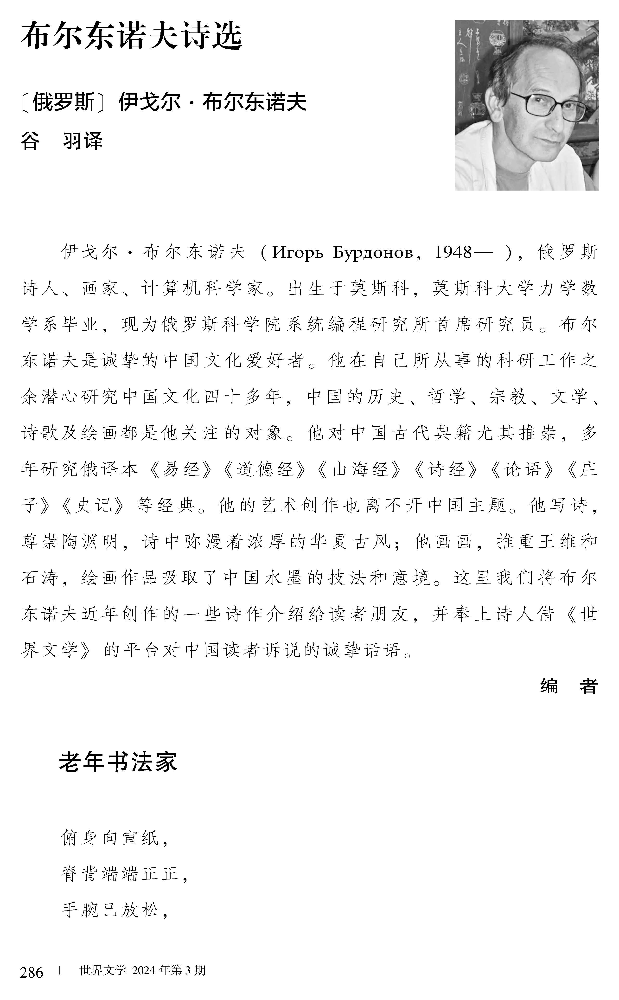 布尔东诺夫诗选
〔俄罗斯〕伊戈尔·布尔东诺夫
谷 羽译
伊戈尔·布尔东诺夫（Игорь Бурдонов, 1948— ），俄罗斯
诗人、画家、计算机科学家。出生于莫斯科，莫斯科大学力学数
学系毕业，现为俄罗斯科学院系统编程研究所首席研究员。布尔
东诺夫是诚挚的中国文化爱好者。他在自己所从事的科研工作之
余潜心研究中国文化四十多年，中国的历史、哲学、宗教、文学、
诗歌及绘画都是他关注的对象。他对中国古代典籍尤其推崇，多
年研究俄译本《易经》《道德经》《山海经》《诗经》《论语》《庄
子》《史记》等经典。他的艺术创作也离不开中国主题。他写诗，
尊崇陶渊明，诗中弥漫着浓厚的华夏古风；他画画，推重王维和
石涛，绘画作品吸取了中国水墨的技法和意境。这里我们将布尔
东诺夫近年创作的一些诗作介绍给读者朋友，并奉上诗人借《世
界文学》的平台对中国读者诉说的诚挚话语。
编 者
老年书法家
俯身向宣纸，
脊背端端正正，
手腕已放松，
286 | 世界文学 2024 年第 3 期